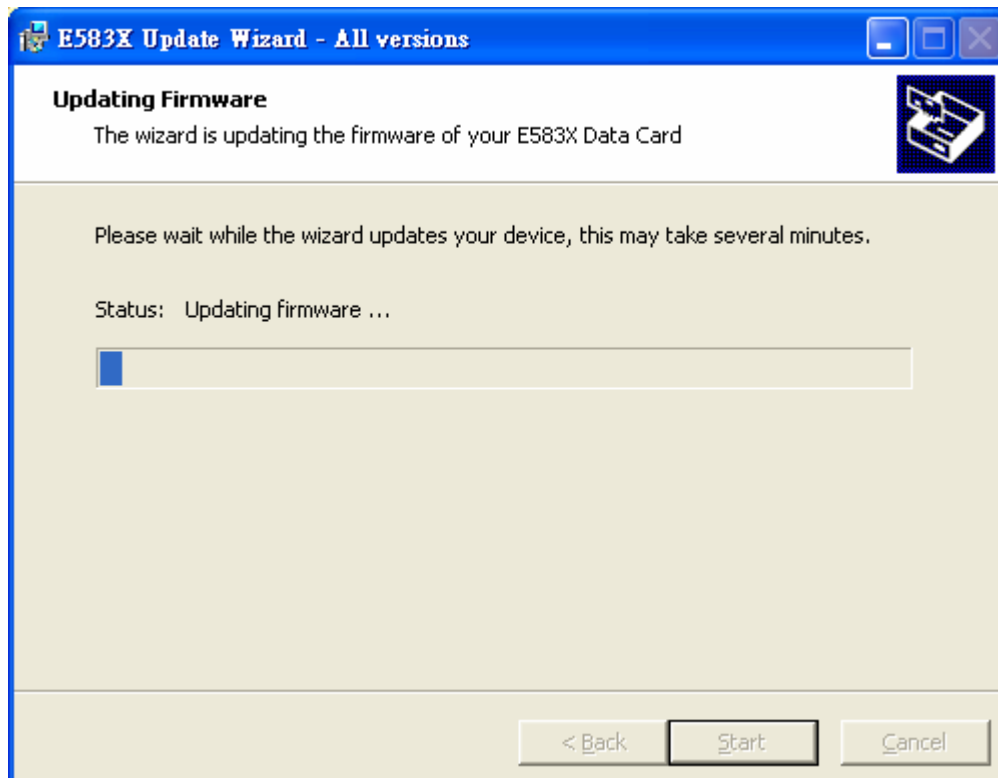 E583X Update Wizard - All versions
Updating Firmware
The wizard is updating the firmware of your E583X Data Card
Please wait while the wizard updates your device, this may take several minutes.
Status: Updating firmware ...
< Back Start Cancel